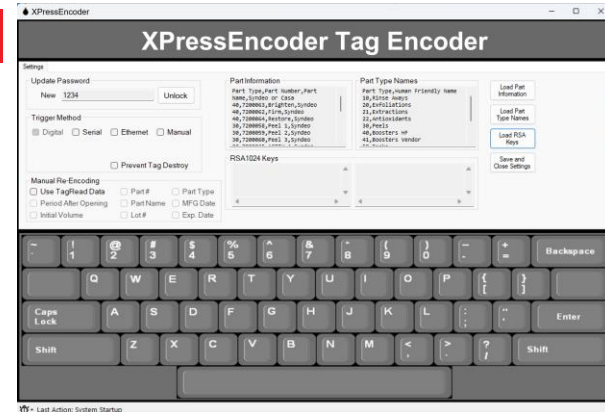 XPressEncoder
XPressEncoder Tag Encoder
Settings
Update Password
New 1234 Unlock
Trigger Method
Digital Serial Ethernet Manual
Prevent Tag Destroy
Manual Re-Encoding
Use TagRead Data Part # Part Type
Period After Opening Part Name MFG Date
Initial Volume Lot # Exp. Date
Part Information
Part Type,Part Number,Part
Name,Syndeo or Casa
40,7200063,Brighten,Syndeo
40,7200062,Firm,Syndeo
40,7200064,Restore,Syndeo
30,7200058,Peel 1,Syndeo
30,7200059,Peel 2,Syndeo
30,7200060,Peel 3,Syndeo
Part Type Names
Part Type,Human Friendly Name
10,Rinse Aways
20,Exfoliations
21,Extractions
22,Antioxidants
30,Peels
40,Boosters HF
41,Boosters Vendor
RSA1024 Keys
Load Part
Information
Load Part
Type Names
Load RSA
Keys
Save and
Close Settings
~ ! @ # $ % ^ & * ( ) _ + Backspace
` 1 2 3 4 5 6 7 8 9 0 - =
Q W E R T Y U I O P { }
[ ]
Caps Lock A S D F G H J K L : " Enter
; '
Shift Z X C V B N M < > ? Shift
, . /
Last Action: System Startup